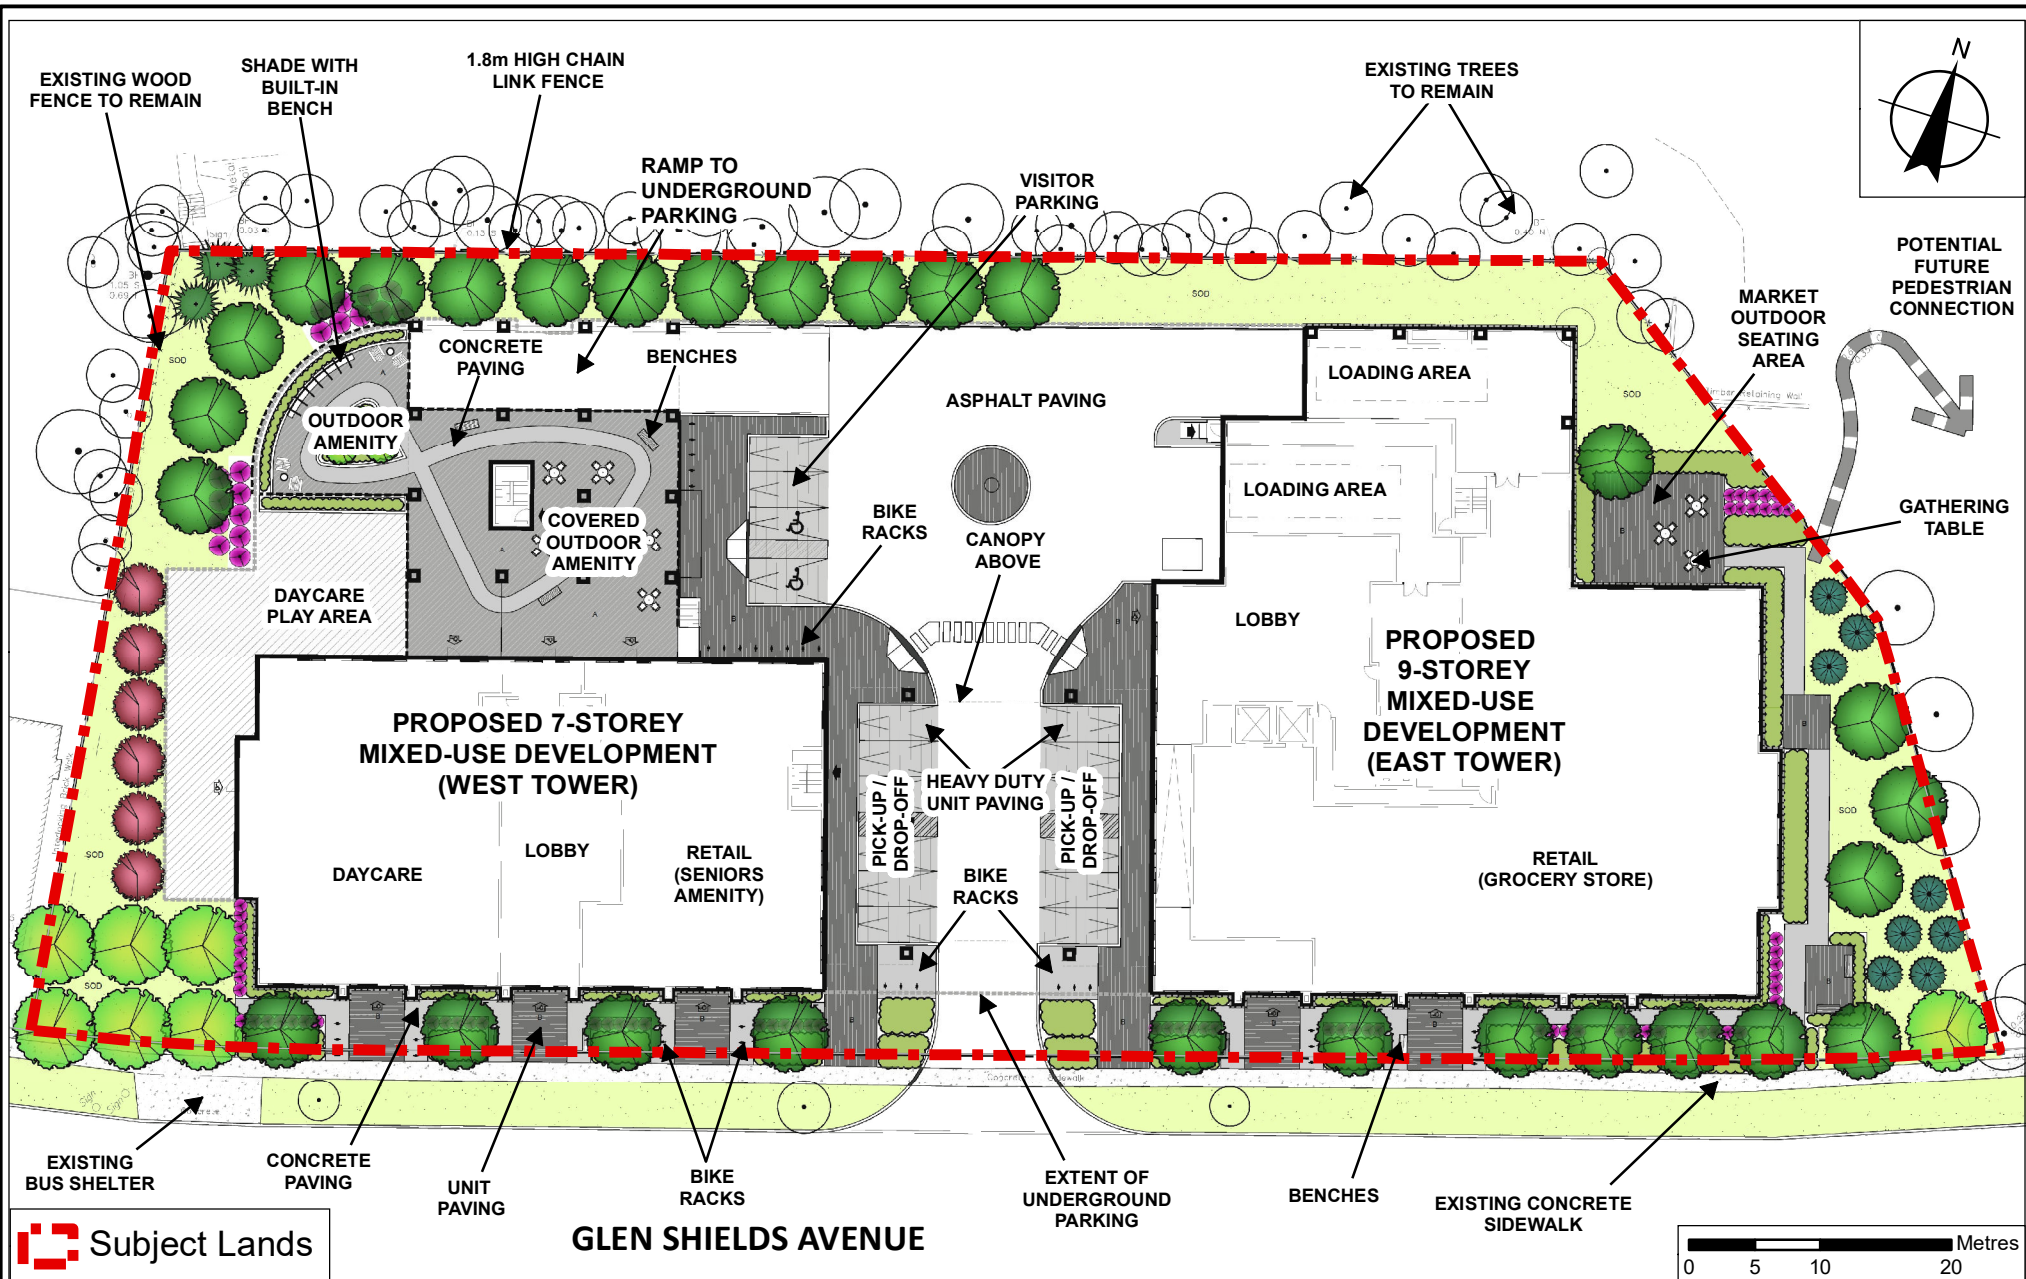 EXISTING WOOD
FENCE TO REMAIN
SHADE WITH
BUILT-IN
BENCH
1.8m HIGH CHAIN
LINK FENCE
RAMP TO
UNDERGROUND
PARKING
VISITOR
PARKING
EXISTING TREES
TO REMAIN
N
POTENTIAL
FUTURE
PEDESTRIAN
CONNECTION
MARKET
OUTDOOR
SEATING
AREA
GATHERING
TABLE
SOD
SOD
SOD
CONCRETE
PAVING
BENCHES
ASPHALT PAVING
LOADING AREA
LOADING AREA
OUTDOOR
AMENITY
COVERED
OUTDOOR
AMENITY
BIKE
RACKS
CANOPY
ABOVE
DAYCARE
PLAY AREA
LOBBY
PROPOSED
9-STOREY
MIXED-USE
DEVELOPMENT
(EAST TOWER)
PROPOSED 7-STOREY
MIXED-USE DEVELOPMENT
(WEST TOWER)
HEAVY DUTY
UNIT PAVING
PICK-UP /
DROP-OFF
PICK-UP /
DROP-OFF
DAYCARE
LOBBY
RETAIL
(SENIORS
AMENITY)
BIKE
RACKS
RETAIL
(GROCERY STORE)
SOD
SOD
SOD
Concrete Sidewalk
Sign
Sign
EXISTING
BUS SHELTER
CONCRETE
PAVING
UNIT
PAVING
BIKE
RACKS
EXTENT OF
UNDERGROUND
PARKING
BENCHES
EXISTING CONCRETE
SIDEWALK
Subject Lands
GLEN SHIELDS AVENUE
Metres
0 5 10 20